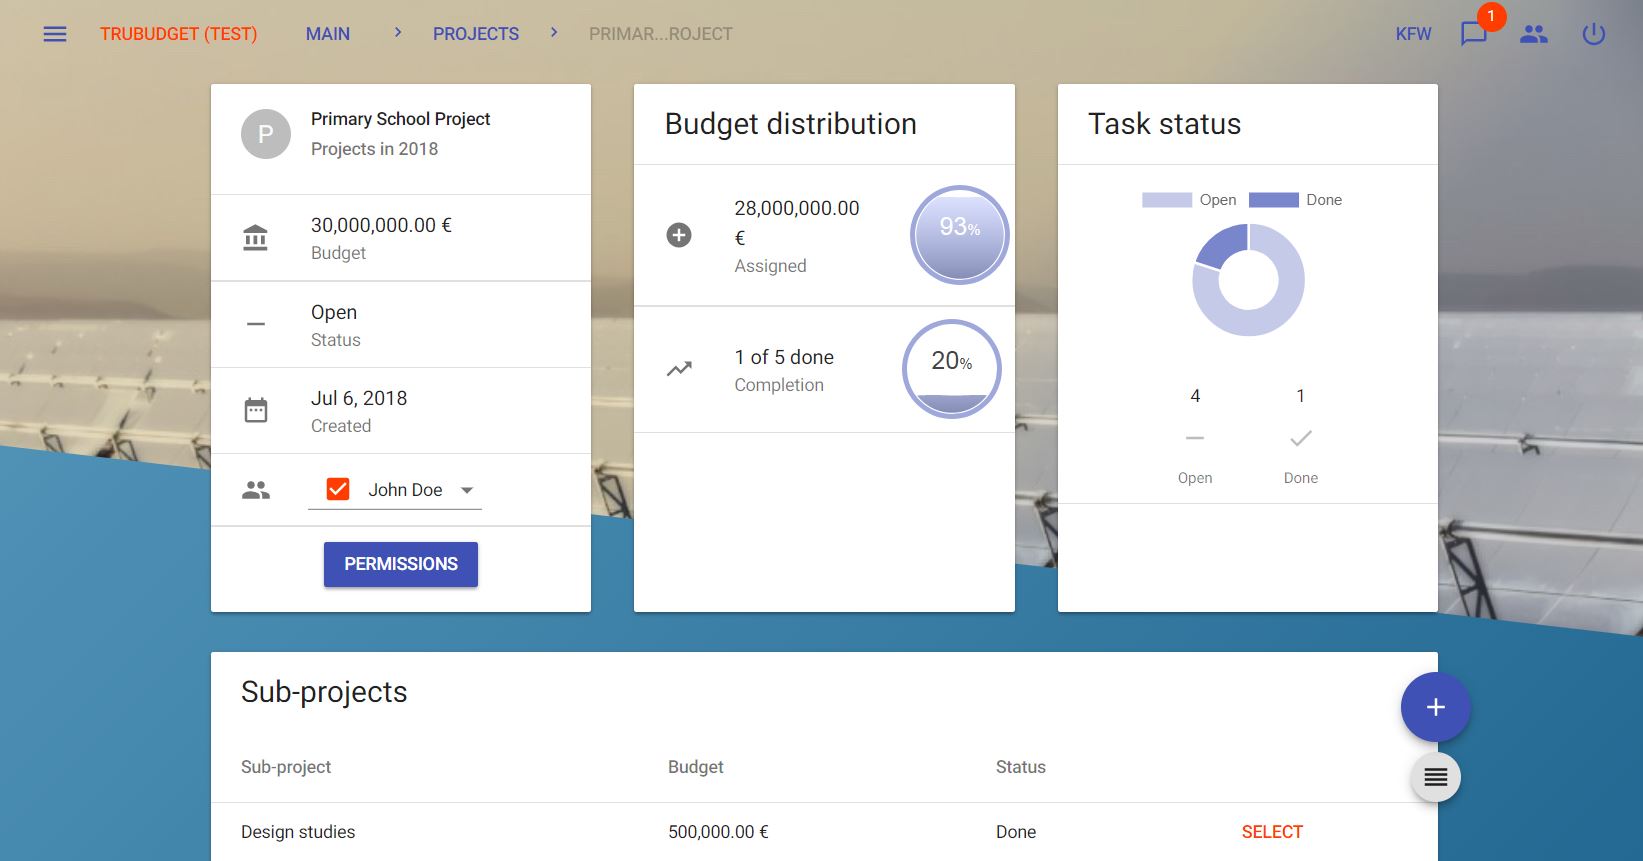 TRUBUDGET (TEST) MAIN > PROJECTS > PRIMAR...ROJECT KFW 1
P
Primary School Project
Projects in 2018
30,000,000.00 €
Budget
Open
Status
Jul 6, 2018
Created
John Doe
PERMISSIONS
Budget distribution
28,000,000.00
€
Assigned
93%
1 of 5 done
Completion
20%
Task status
Open Done
4 1
Open Done
Sub-projects
Sub-project Budget Status
Design studies 500,000.00 € Done SELECT